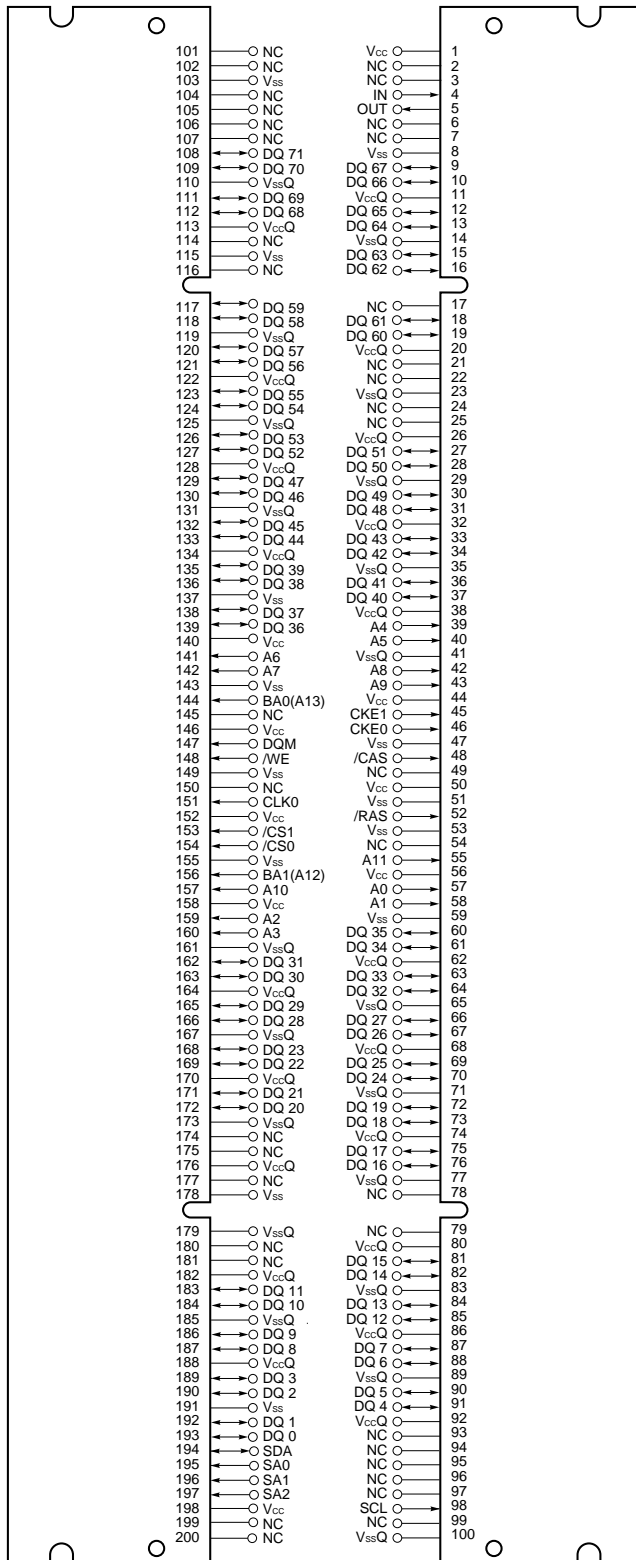 101 NC VCC 1
102 NC NC 2
103 VSS NC 3
104 NC IN 4
105 NC OUT 5
106 NC NC 6
107 NC NC 7
108 DQ 71 VSS 8
109 DQ 70 DQ 67 9
110 VSSQ DQ 66 10
111 DQ 69 VCCQ 11
112 DQ 68 DQ 65 12
113 VCCQ DQ 64 13
114 NC VSSQ 14
115 VSS DQ 63 15
116 NC DQ 62 16
117 DQ 59 NC 17
118 DQ 58 DQ 61 18
119 VSSQ DQ 60 19
120 DQ 57 VCCQ 20
121 DQ 56 NC 21
122 VCCQ NC 22
123 DQ 55 VSSQ 23
124 DQ 54 NC 24
125 VSSQ NC 25
126 DQ 53 VCCQ 26
127 DQ 52 DQ 51 27
128 VCCQ DQ 50 28
129 DQ 47 VSSQ 29
130 DQ 46 DQ 49 30
131 VSSQ DQ 48 31
132 DQ 45 VCCQ 32
133 DQ 44 DQ 43 33
134 VCCQ DQ 42 34
135 DQ 39 VSSQ 35
136 DQ 38 DQ 41 36
137 VSS DQ 40 37
138 DQ 37 VCCQ 38
139 DQ 36 A4 39
140 VCC A5 40
141 A6 VSSQ 41
142 A7 A8 42
143 VSS A9 43
144 BA0(A13) VCC 44
145 NC CKE1 45
146 VCC CKE0 46
147 DQM VSS 47
148 /WE /CAS 48
149 VSS NC 49
150 NC VCC 50
151 CLK0 VSS 51
152 VCC /RAS 52
153 /CS1 VSS 53
154 /CS0 NC 54
155 VSS A11 55
156 BA1(A12) VCC 56
157 A10 A0 57
158 VCC A1 58
159 A2 VSS 59
160 A3 DQ 35 60
161 VSSQ DQ 34 61
162 DQ 31 VCCQ 62
163 DQ 30 DQ 33 63
164 VCCQ DQ 32 64
165 DQ 29 VSSQ 65
166 DQ 28 DQ 27 66
167 VSSQ DQ 26 67
168 DQ 23 VCCQ 68
169 DQ 22 DQ 25 69
170 VCCQ DQ 24 70
171 DQ 21 VSSQ 71
172 DQ 20 DQ 19 72
173 VSSQ DQ 18 73
174 NC VCCQ 74
175 NC DQ 17 75
176 VCCQ DQ 16 76
177 NC VSSQ 77
178 VSS NC 78
179 VSSQ NC 79
180 NC VCCQ 80
181 NC DQ 15 81
182 VCCQ DQ 14 82
183 DQ 11 VSSQ 83
184 DQ 10 DQ 13 84
185 VSSQ DQ 12 85
186 DQ 9 VCCQ 86
187 DQ 8 DQ 7 87
188 VCCQ DQ 6 88
189 DQ 3 VSSQ 89
190 DQ 2 DQ 5 90
191 VSS DQ 4 91
192 DQ 1 VCCQ 92
193 DQ 0 NC 93
194 SDA NC 94
195 SA0 NC 95
196 SA1 NC 96
197 SA2 NC 97
198 VCC SCL 98
199 NC NC 99
200 NC VSSQ 100